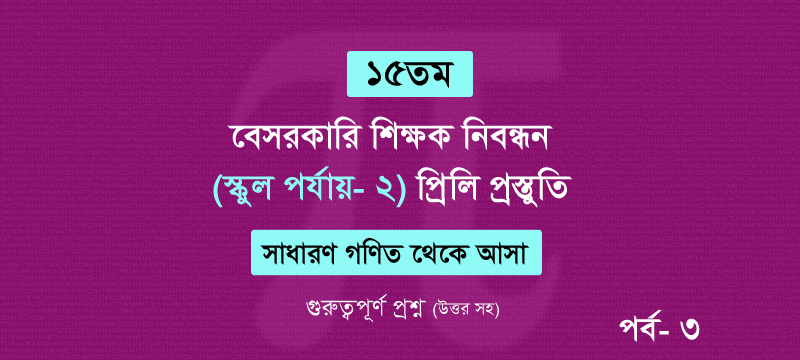 ১৫তম
বেসরকারি শিক্ষক নিবন্ধন
(স্কুল পর্যায়- ২) প্রিলি প্রস্তুতি
সাধারণ গণিত থেকে আসা
গুরুত্বপূর্ণ প্রশ্ন (উত্তর সহ)
পর্ব- ৩